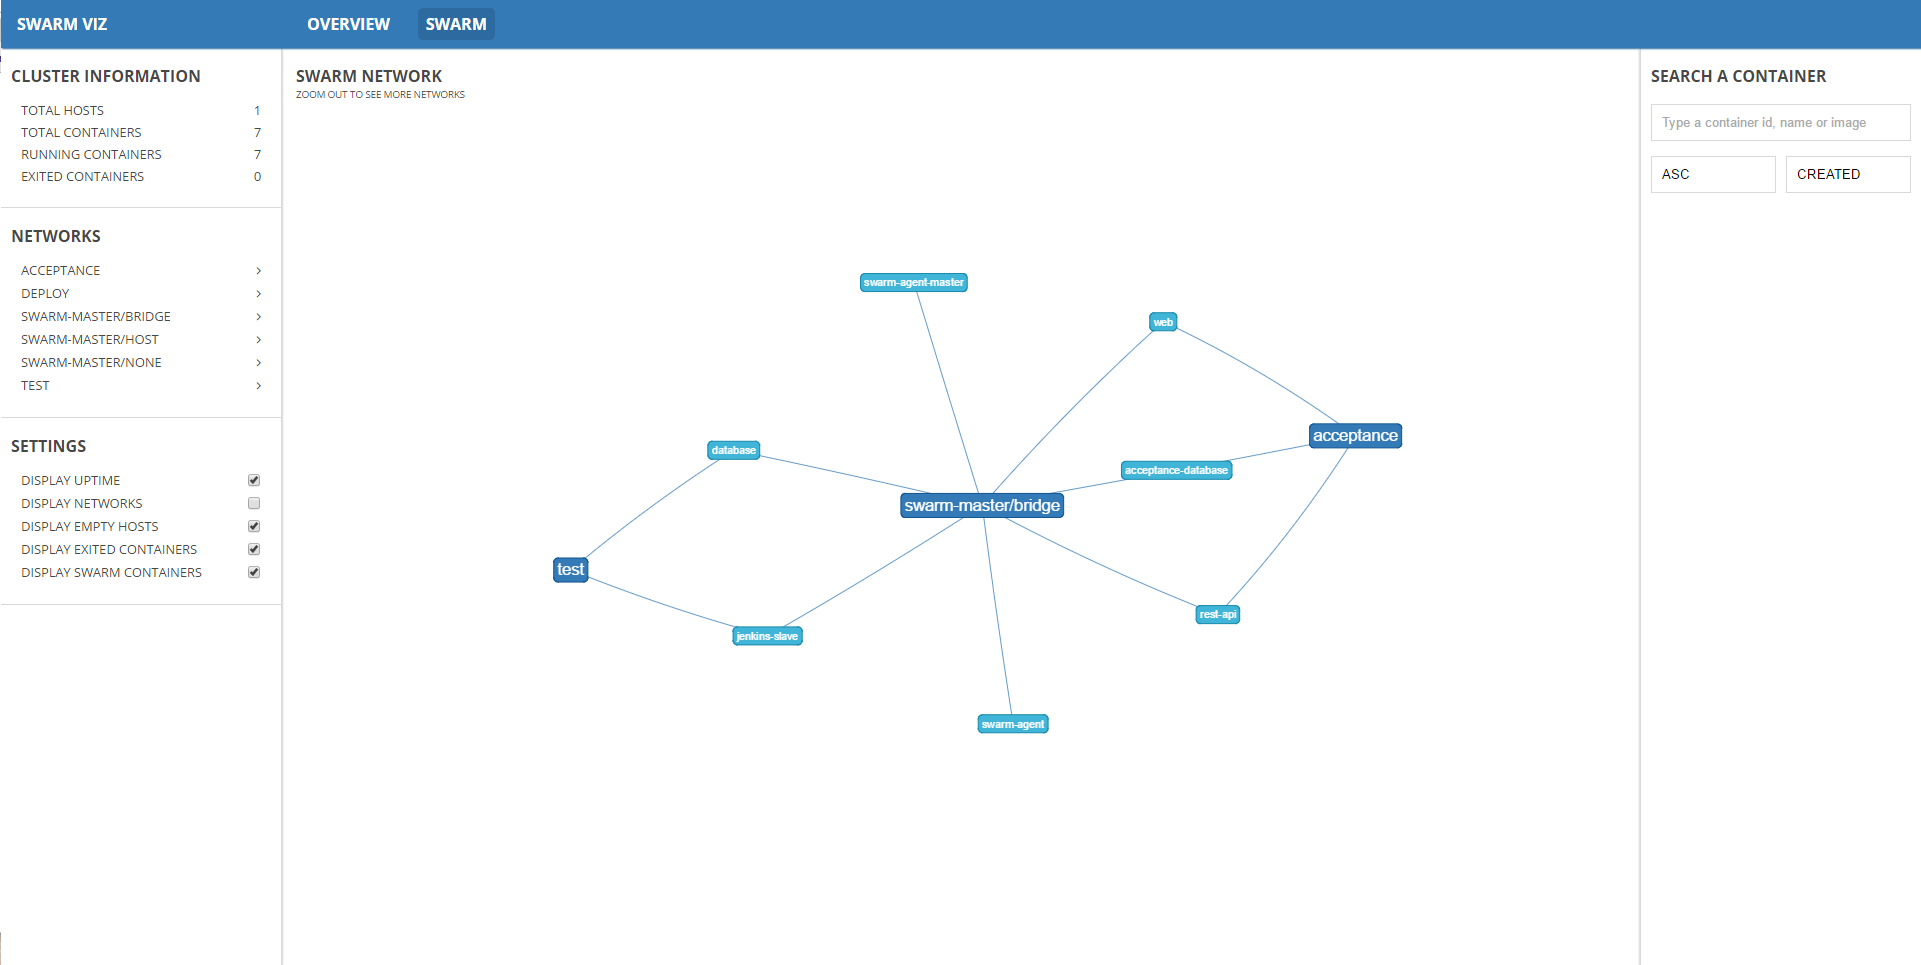 SWARM VIZ
OVERVIEW
SWARM
CLUSTER INFORMATION
TOTAL HOSTS 1
TOTAL CONTAINERS 7
RUNNING CONTAINERS 7
EXITED CONTAINERS 0
NETWORKS
ACCEPTANCE
DEPLOY
SWARM-MASTER/BRIDGE
SWARM-MASTER/HOST
SWARM-MASTER/NONE
TEST
SETTINGS
DISPLAY UPTIME
DISPLAY NETWORKS
DISPLAY EMPTY HOSTS
DISPLAY EXITED CONTAINERS
DISPLAY SWARM CONTAINERS
SWARM NETWORK
ZOOM OUT TO SEE MORE NETWORKS
swarm-agent-master
web
acceptance
database
acceptance-database
swarm-master/bridge
test
rest-api
jenkins-slave
swarm-agent
SEARCH A CONTAINER
Type a container id, name or image
ASC
CREATED